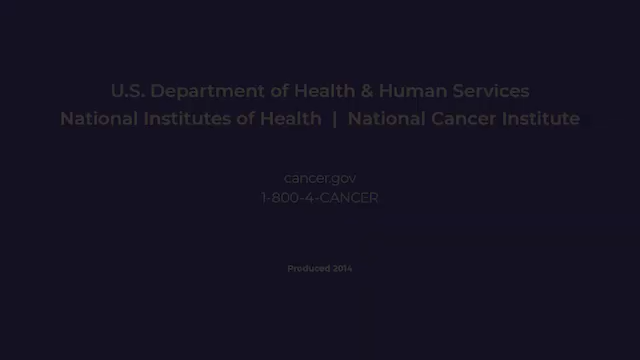 U.S. Department of Health & Human Services
National Institutes of Health | National Cancer Institute
cancer.gov
1-800-4-CANCER
Produced 2014